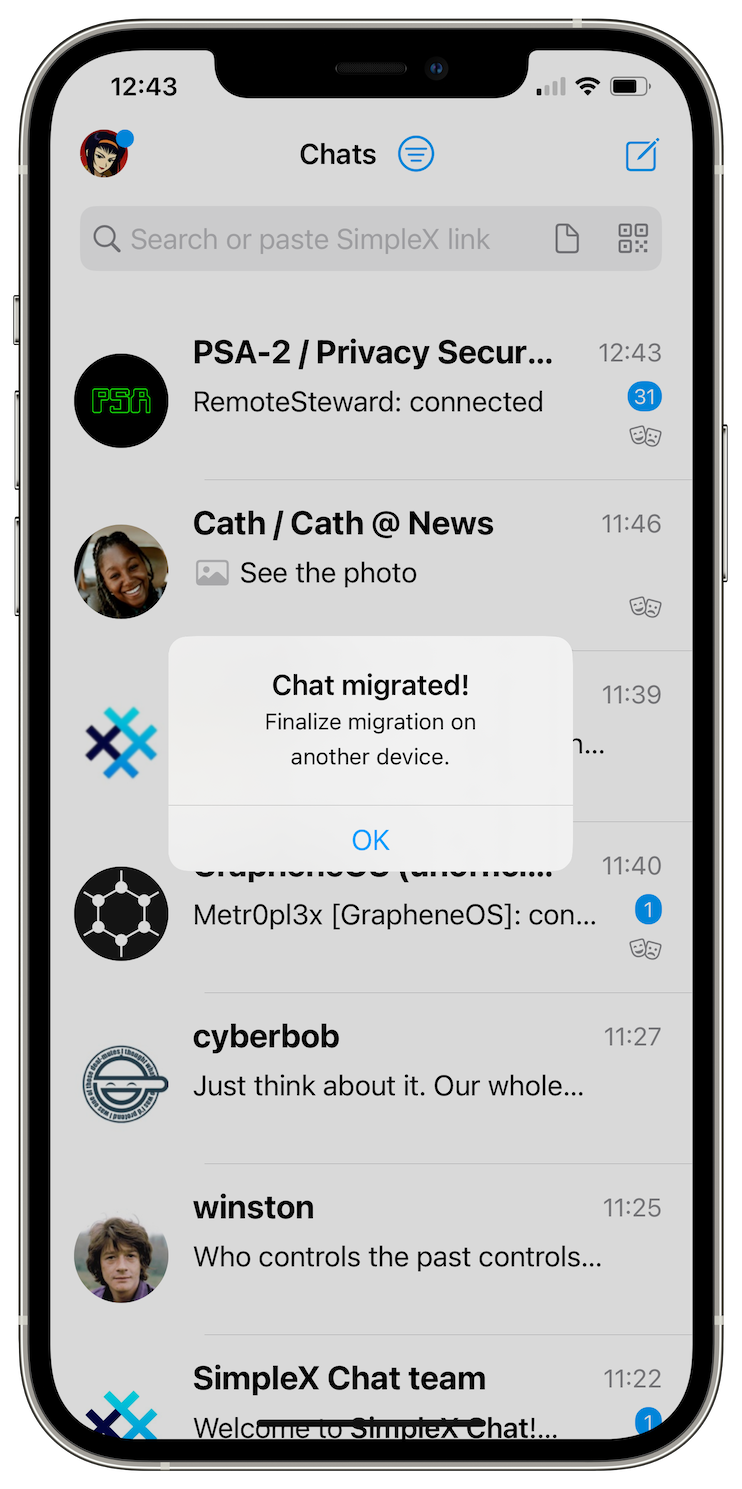 12:43
Chats
Search or paste SimpleX link
PSA-2 / Privacy Secur...
12:43
PSA
RemoteSteward: connected
31
Cath / Cath @ News
11:46
See the photo
Chat migrated!
11:39
Finalize migration on
another device.
OK
11:40
Metr0pl3x [GrapheneOS]: con...
1
cyberbob
11:27
Just think about it. Our whole...
winston
11:25
Who controls the past controls...
SimpleX Chat team
11:22
Welcome to SimpleX Chat!...
1